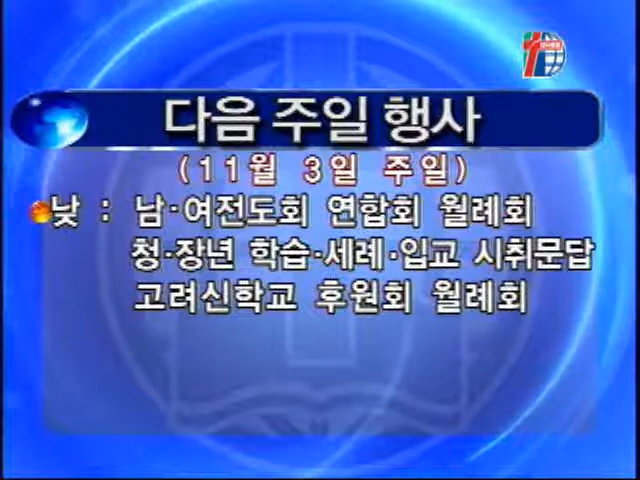 다음 주일 행사
(11월 3일 주일)
낮 : 남·여전도회 연합회 월례회
청·장년 학습·세례·입교 시취문답
고려신학교 후원회 월례회